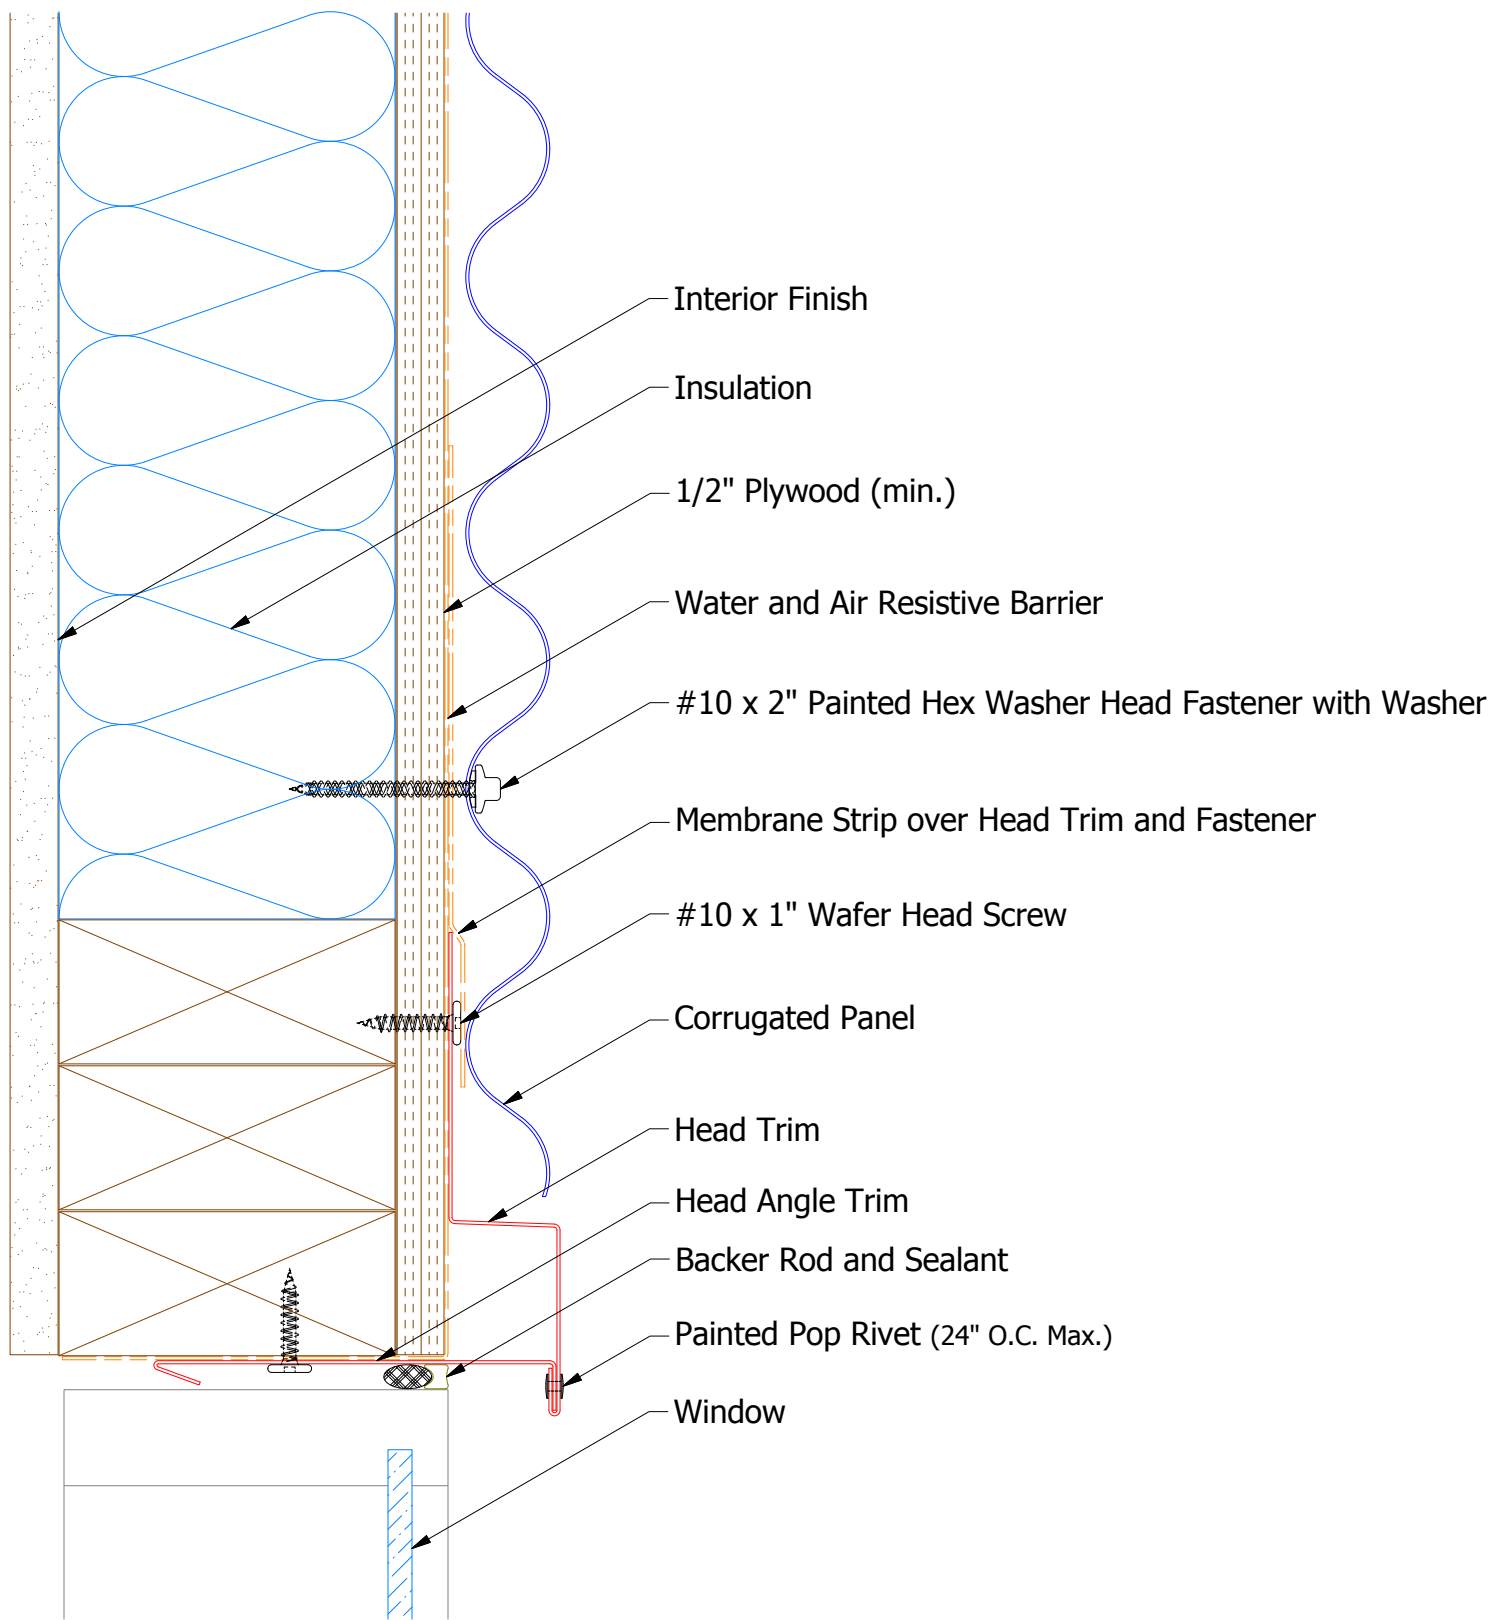 Interior Finish
Insulation
1/2" Plywood (min.)
Water and Air Resistive Barrier
#10 x 2" Painted Hex Washer Head Fastener with Washer
Membrane Strip over Head Trim and Fastener
#10 x 1" Wafer Head Screw
Corrugated Panel
Head Trim
Head Angle Trim
Backer Rod and Sealant
Painted Pop Rivet (24" O.C. Max.)
Window